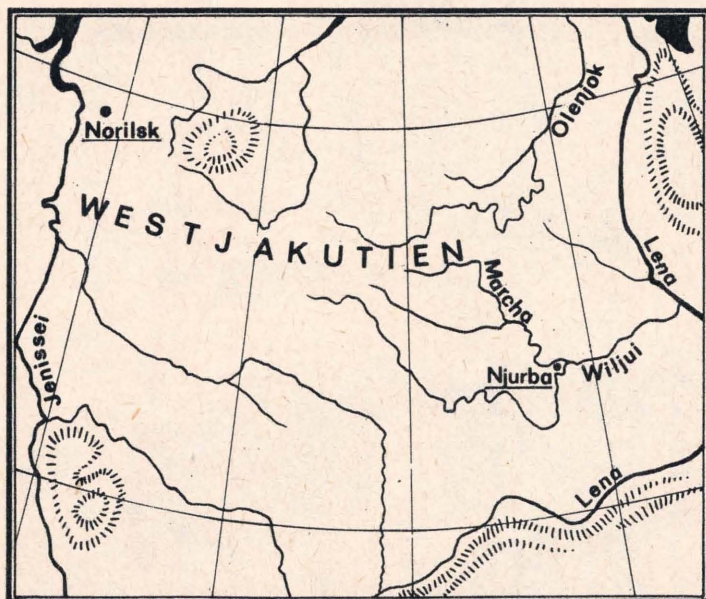 Norilsk
Olenjok
WESTJAKUTIEN
Lena
Marcha
Jenissei
Njurba
Wiljui
Lena